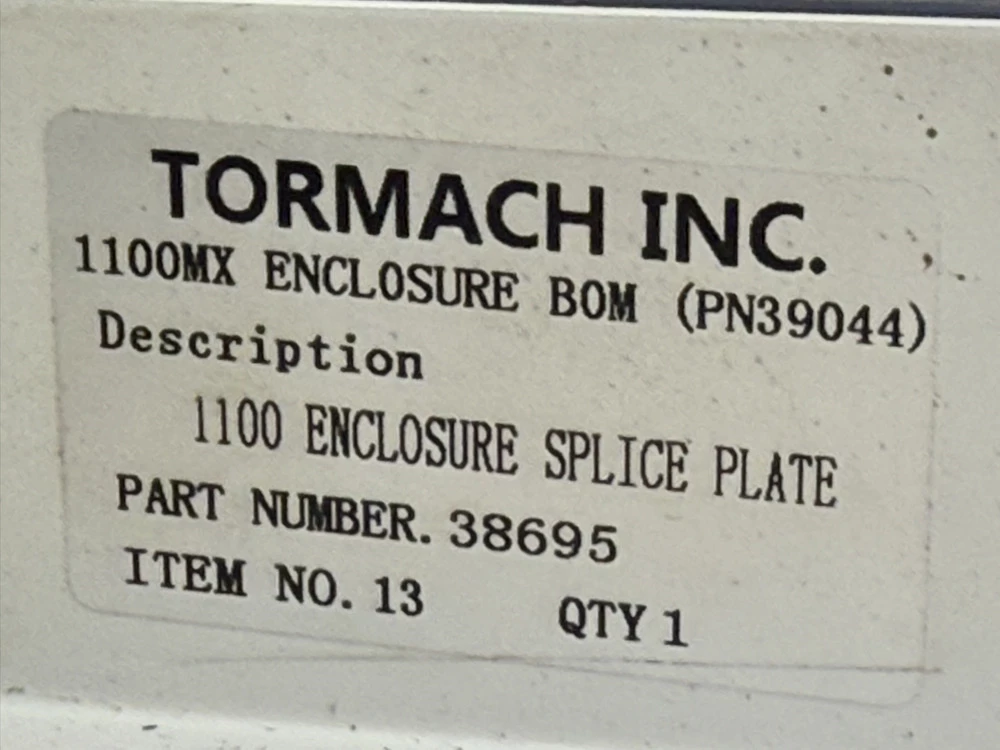 TORMACH INC.
1100MX ENCLOSURE BOM (PN39044)
Description
1100 ENCLOSURE SPLICE PLATE
PART NUMBER. 38695
ITEM NO. 13 QTY 1